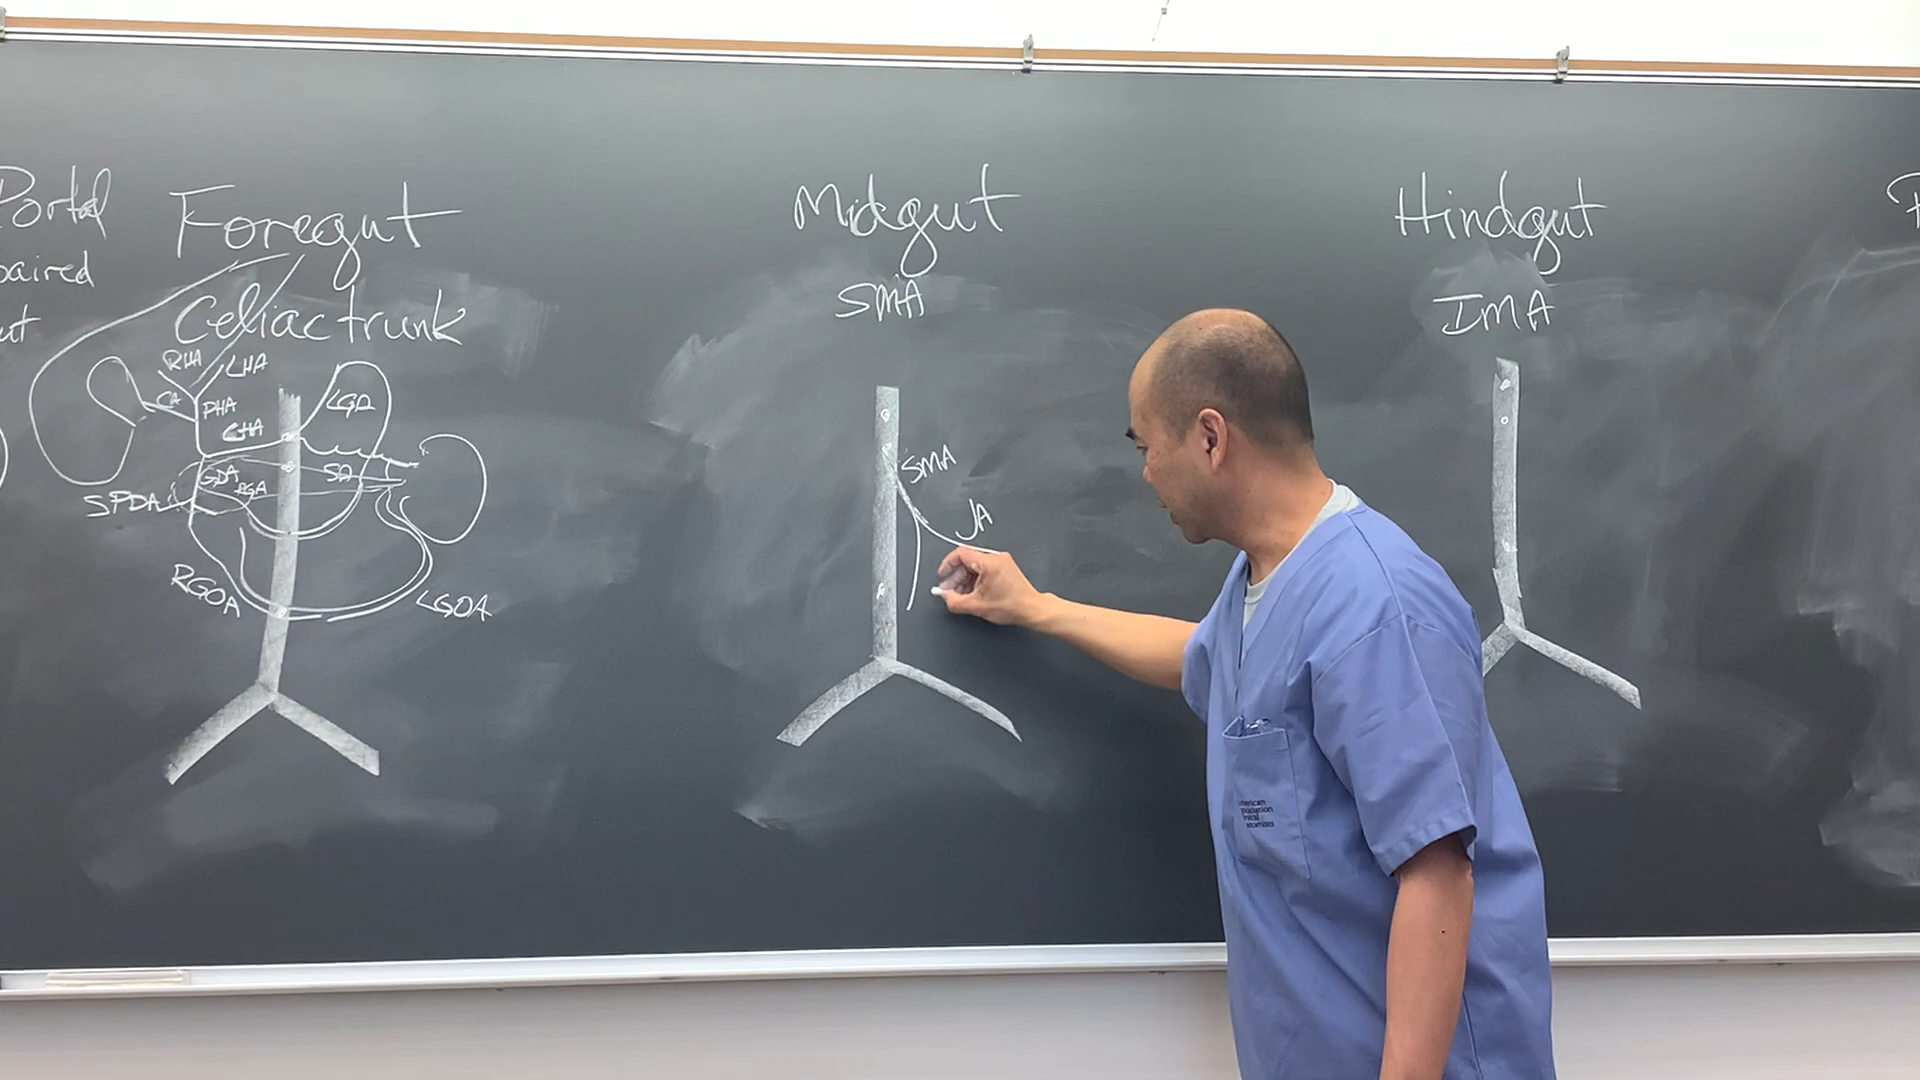 Portal
paired
Foregut
Celiac trunk
RHA
LHA
CA
PHA
CHA
LGA
GDA
RGA
SA
SPDA
RGOA
LGOA
Midgut
SMA
SMA
JA
Hindgut
IMA